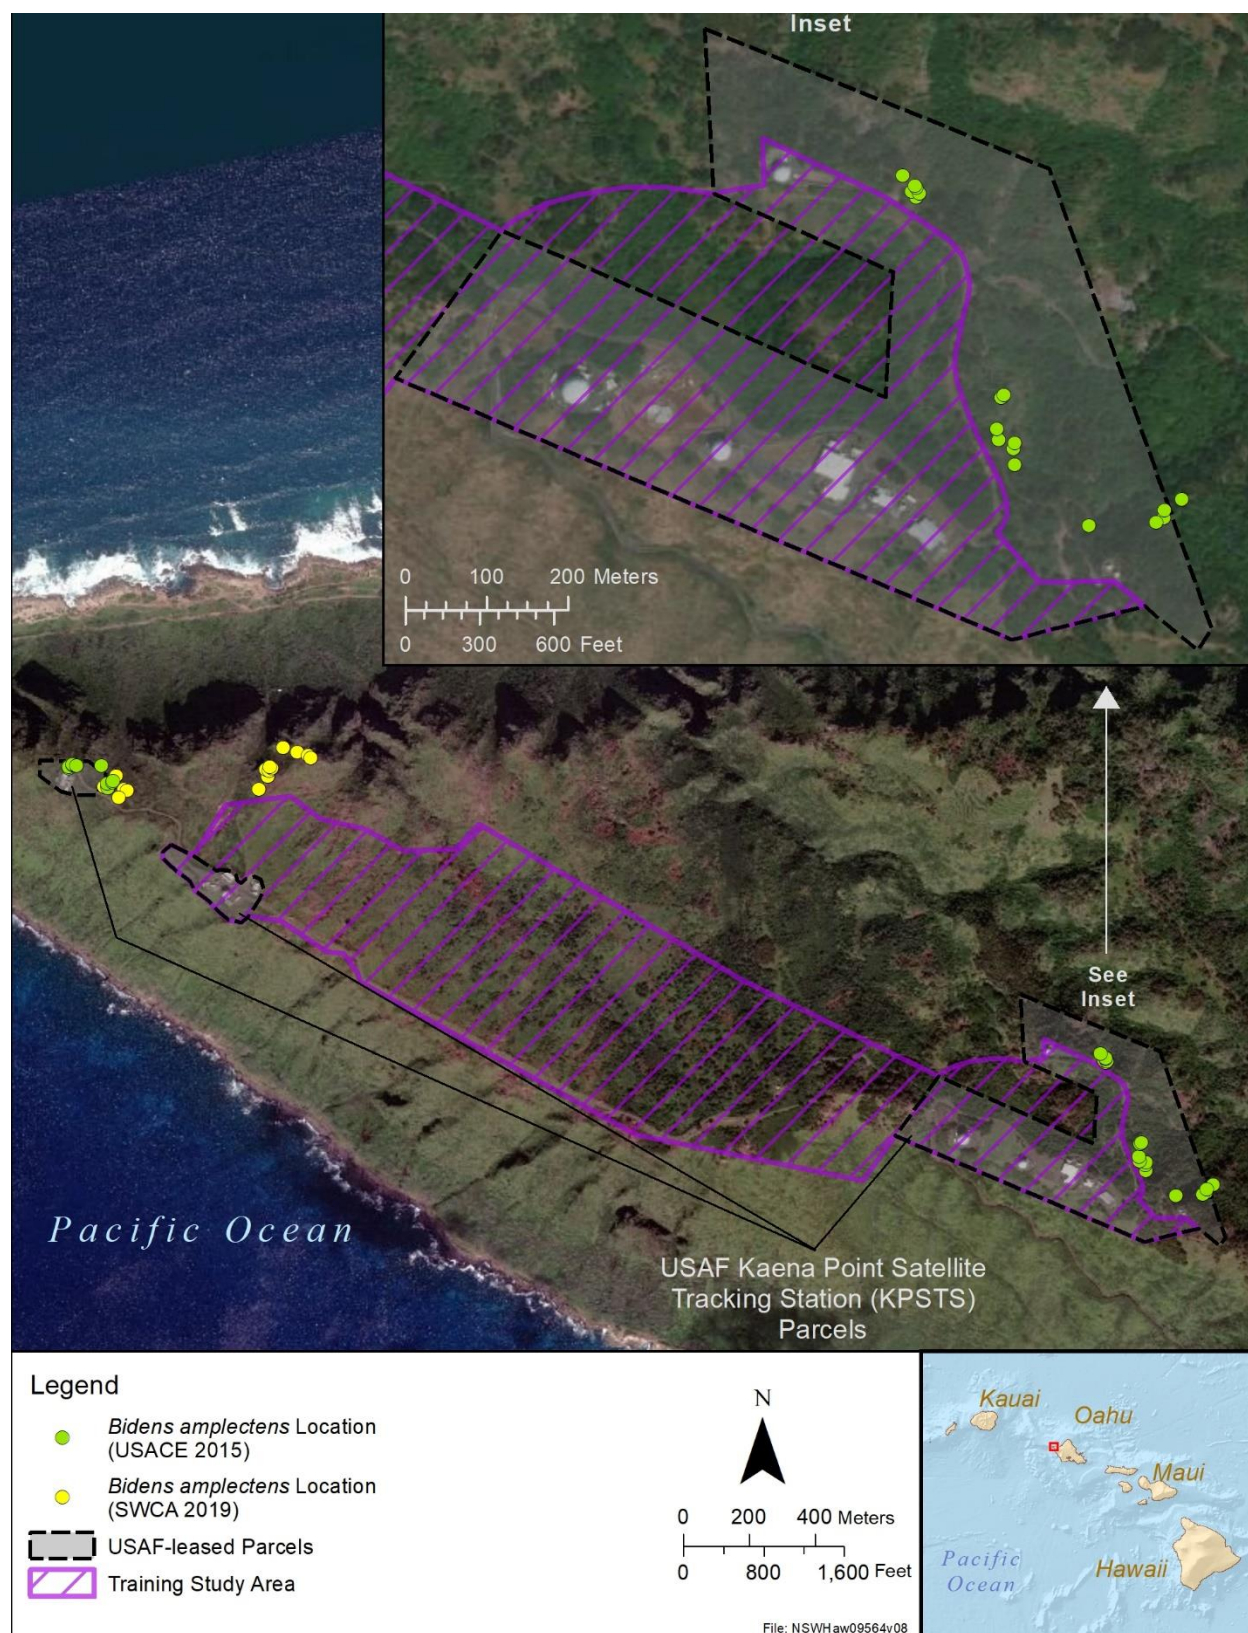 Inset
0 100 200 Meters
0 300 600 Feet
See
Inset
Pacific Ocean
USAF Kaena Point Satellite
Tracking Station (KPSTS)
Parcels
Legend
Bidens amplectens Location
(USACE 2015)
Bidens amplectens Location
(SWCA 2019)
USAF-leased Parcels
Training Study Area
N
0 200 400 Meters
0 800 1,600 Feet
File: NSWHaw09564v08
Kauai
Oahu
Maui
Hawaii
Pacific
Ocean